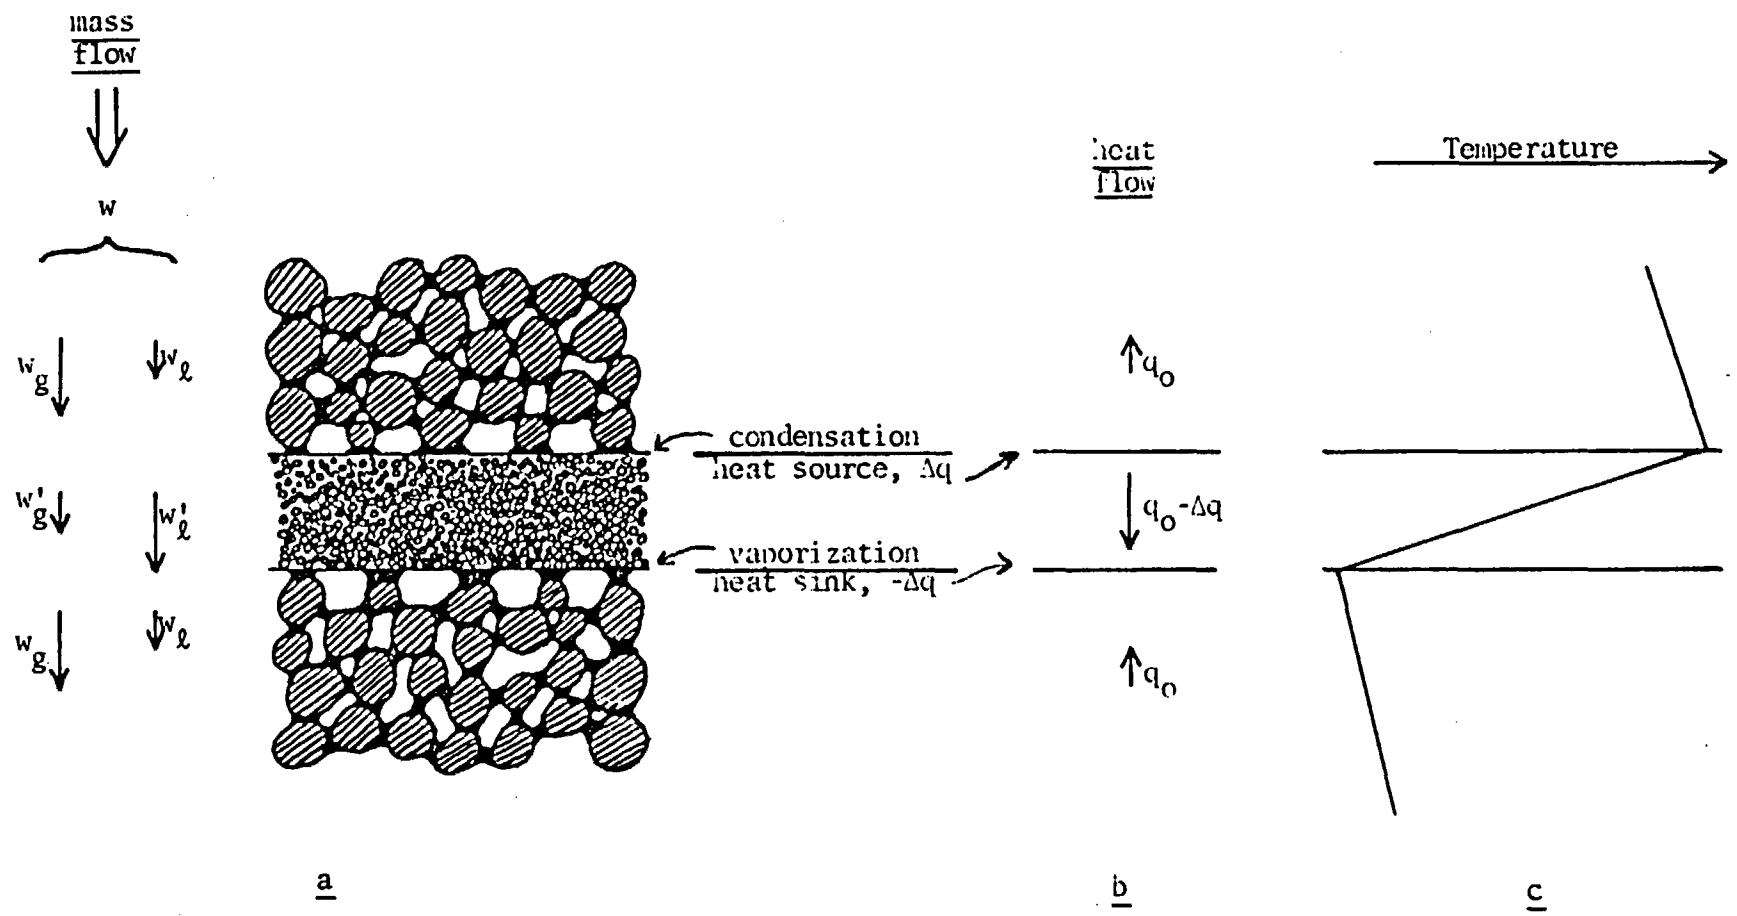 mass
flow
w
w_g w_ℓ
w'_g w'_ℓ
w_g w_ℓ
condensation
heat source, Δq
vaporization
heat sink, -Δq
heat
flow
q_o
q_o-Δq
q_o
Temperature
a
b
c